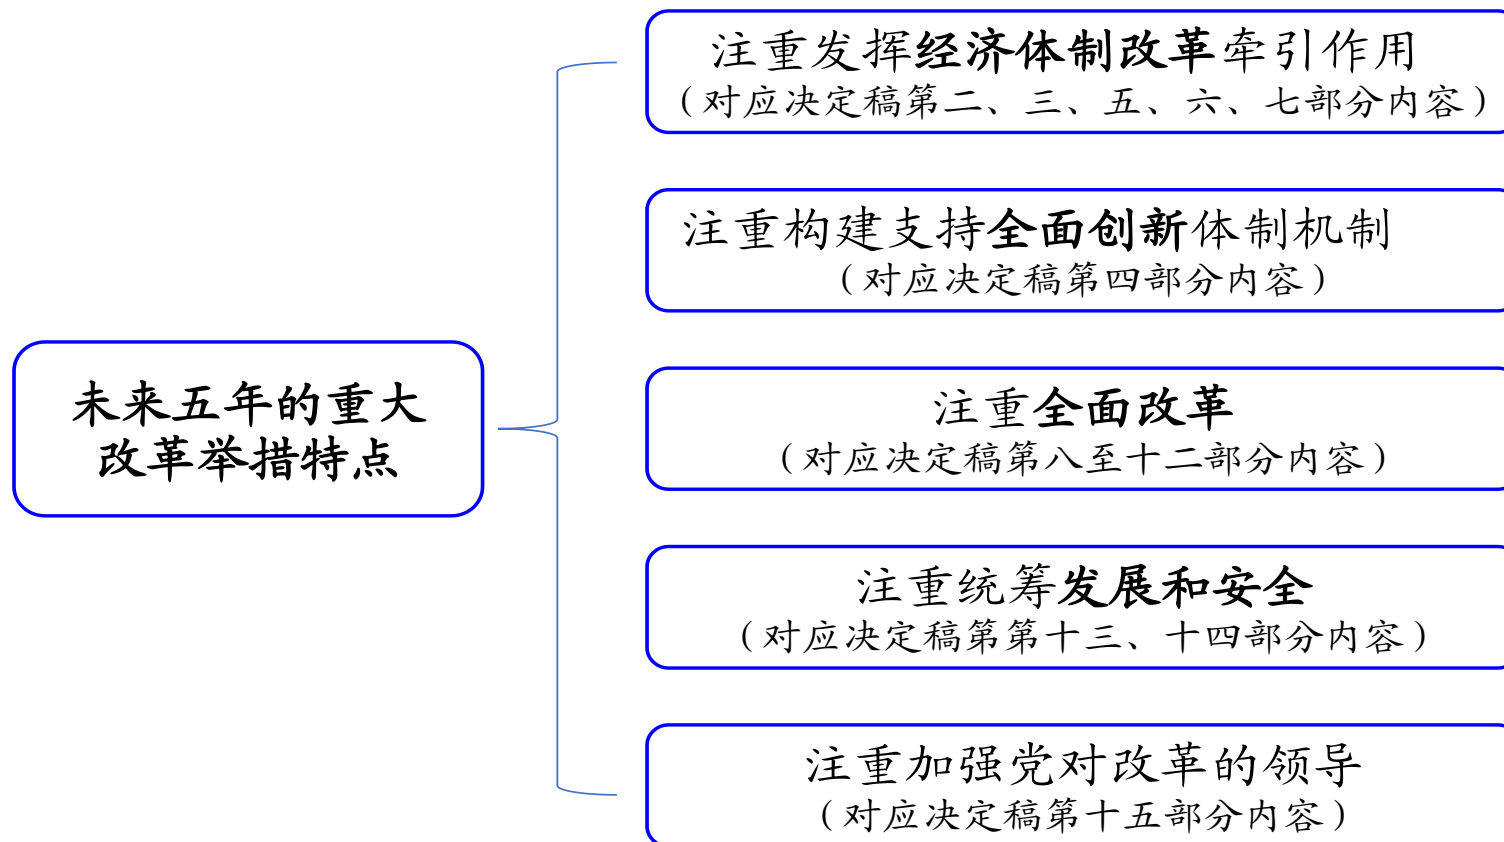 未来五年的重大
改革举措特点
注重发挥经济体制改革牵引作用
（对应决定稿第二、三、五、六、七部分内容）
注重构建支持全面创新体制机制
（对应决定稿第四部分内容）
注重全面改革
（对应决定稿第八至十二部分内容）
注重统筹发展和安全
（对应决定稿第第十三、十四部分内容）
注重加强党对改革的领导
（对应决定稿第十五部分内容）